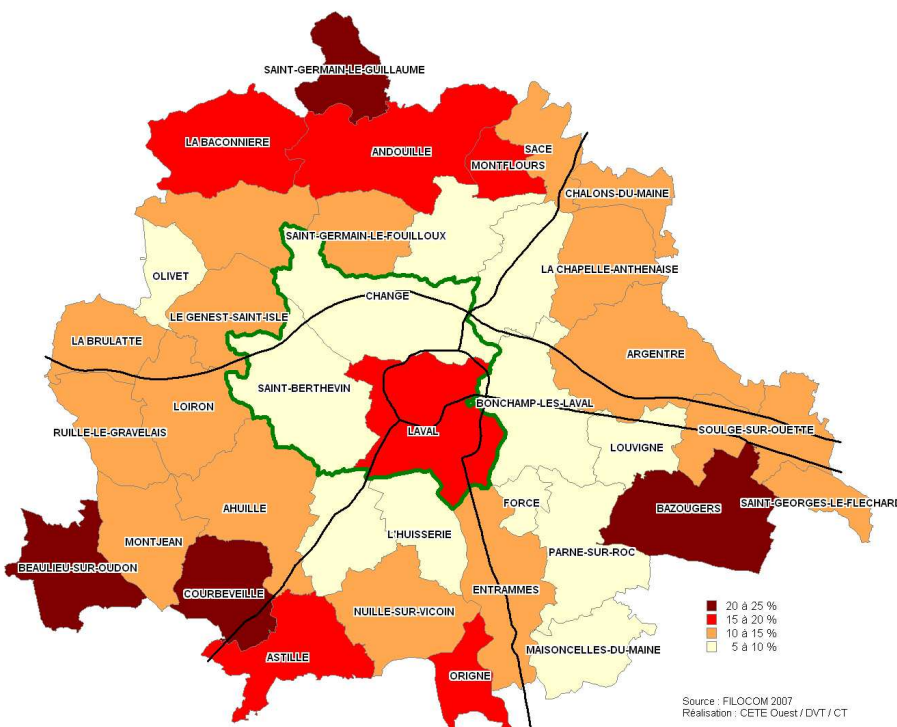 SAINT-GERMAIN-LE-GUILLAUME
LA BACONNIERE
ANDOUILLE
SACE
MONTFLOURS
CHALONS-DU-MAINE
SAINT-GERMAIN-LE-FOUILLOUX
OLIVET
LA CHAPELLE-ANTHENAISE
CHANGE
LE GENEST-SAINT-ISLE
LA BRULATTE
ARGENTRE
SAINT-BERTHEVIN
LOIRON
BONCHAMP-LES-LAVAL
RUILLE-LE-GRAVELAIS
LAVAL
SOULGE-SUR-OUETTE
LOUVIGNE
AHUILLE
FORCE
BAZOUGERS
SAINT-GEORGES-LE-FLECHARD
L'HUISSERIE
MONTJEAN
PARNE-SUR-ROC
BEAULIEU-SUR-OUDON
COURBEVEILLE
ENTRAMMES
NUILLE-SUR-VICOIN
MAISONCELLES-DU-MAINE
ASTILLE
ORIGNE
20 à 25 %
15 à 20 %
10 à 15 %
5 à 10 %
Source : FILOCOM 2007
Réalisation : CETE Ouest / DVT / CT